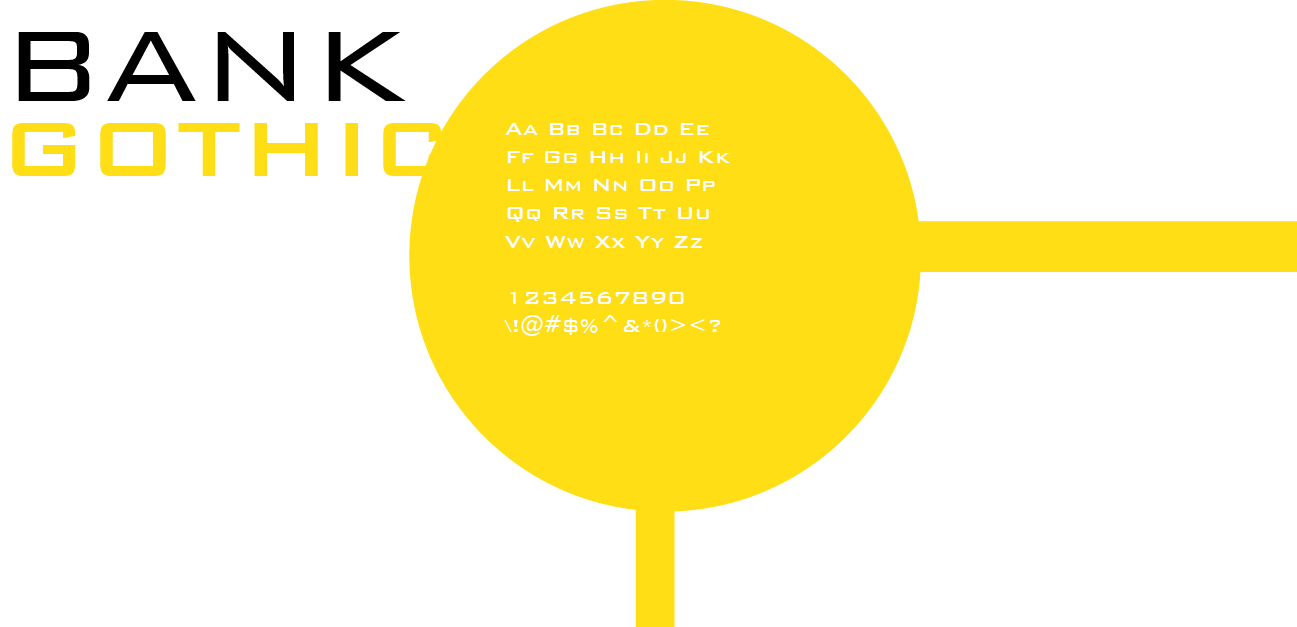 BANK
GOTHIC
Aa Bb Bc Dd Ee
Ff Gg Hh Ii Jj Kk
Ll Mm Nn Oo Pp
Qq Rr Ss Tt Uu
Vv Ww Xx Yy Zz
1234567890
\!@#$%^&*()><?